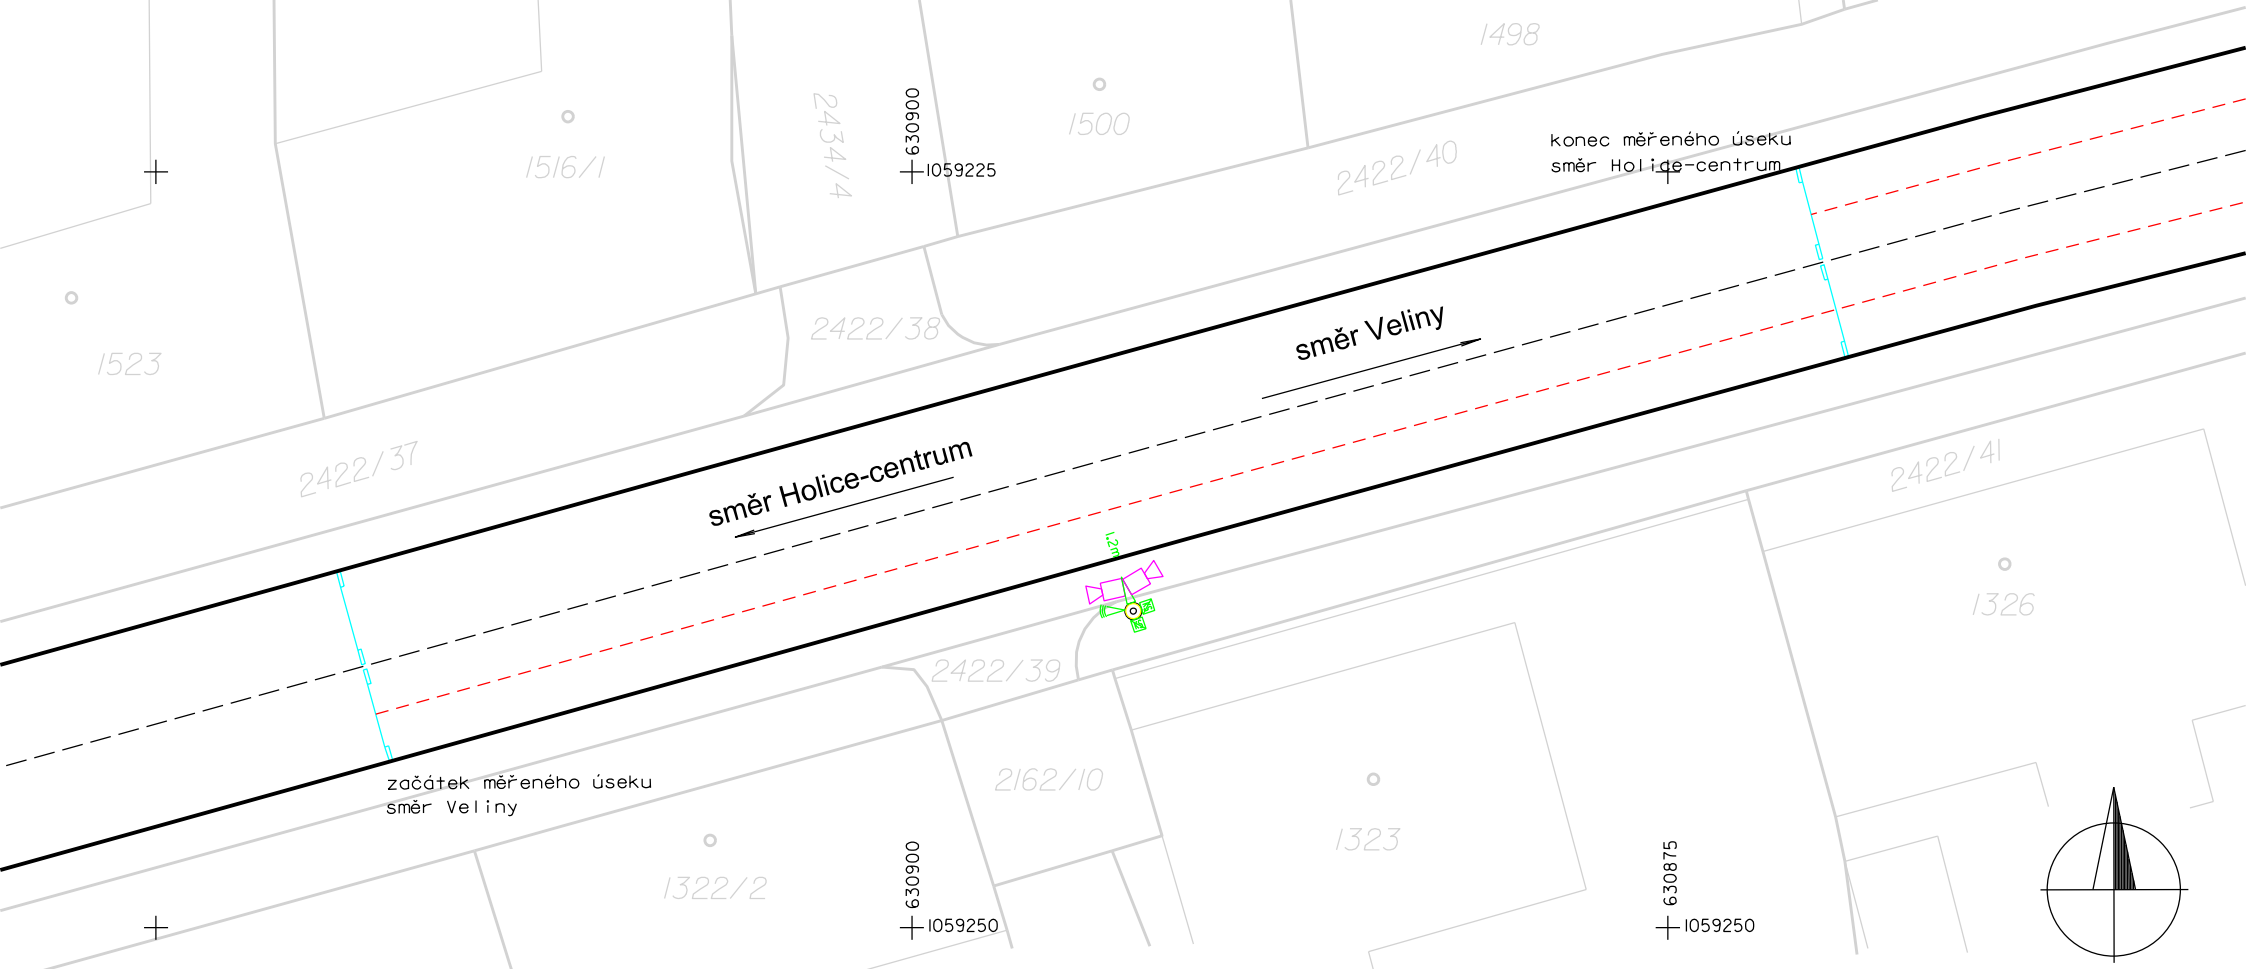 1498
630900
1500
2434/4
konec měřeného úseku
směr Holice-centrum
1516/1
1059225
2422/40
směr Veliny
2422/38
1523
směr Holice-centrum
2422/37
2422/41
1.2m
1326
2422/39
začátek měřeného úseku
směr Veliny
2162/10
1323
630900
630875
1322/2
1059250
1059250